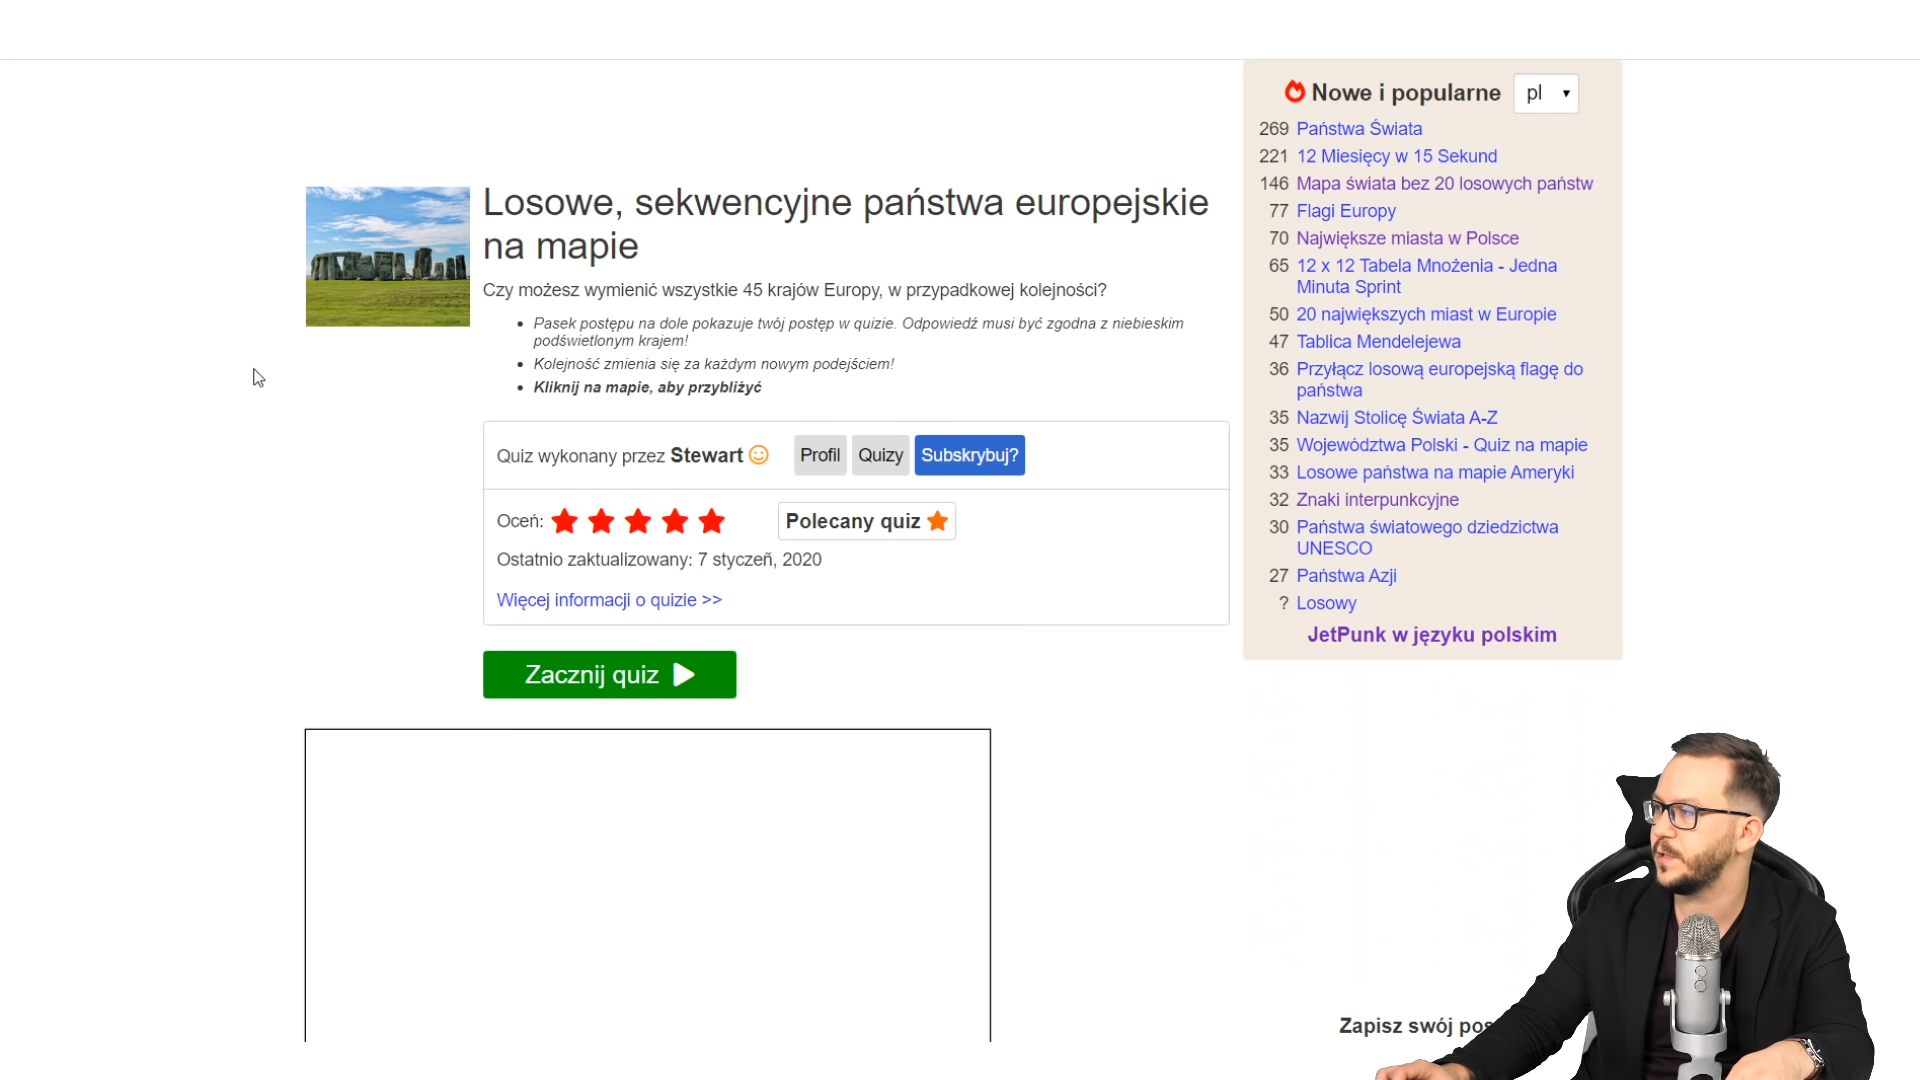 Losowe, sekwencyjne państwa europejskie
na mapie
Czy możesz wymienić wszystkie 45 krajów Europy, w przypadkowej kolejności?
• Pasek postępu na dole pokazuje twój postęp w quizie. Odpowiedź musi być zgodna z niebieskim
podświetlonym krajem!
• Kolejność zmienia się za każdym nowym podejściem!
• Kliknij na mapie, aby przybliżyć
Quiz wykonany przez Stewart Profil Quizy Subskrybuj?
Oceń: Polecany quiz
Ostatnio zaktualizowany: 7 styczeń, 2020
Więcej informacji o quizie >>
Zacznij quiz
Nowe i popularne pl
269 Państwa Świata
221 12 Miesięcy w 15 Sekund
146 Mapa świata bez 20 losowych państw
77 Flagi Europy
70 Największe miasta w Polsce
65 12 x 12 Tabela Mnożenia - Jedna
Minuta Sprint
50 20 największych miast w Europie
47 Tablica Mendelejewa
36 Przyłącz losową europejską flagę do
państwa
35 Nazwij Stolicę Świata A-Z
35 Województwa Polski - Quiz na mapie
33 Losowe państwa na mapie Ameryki
32 Znaki interpunkcyjne
30 Państwa światowego dziedzictwa
UNESCO
27 Państwa Azji
? Losowy
JetPunk w języku polskim
Zapisz swój